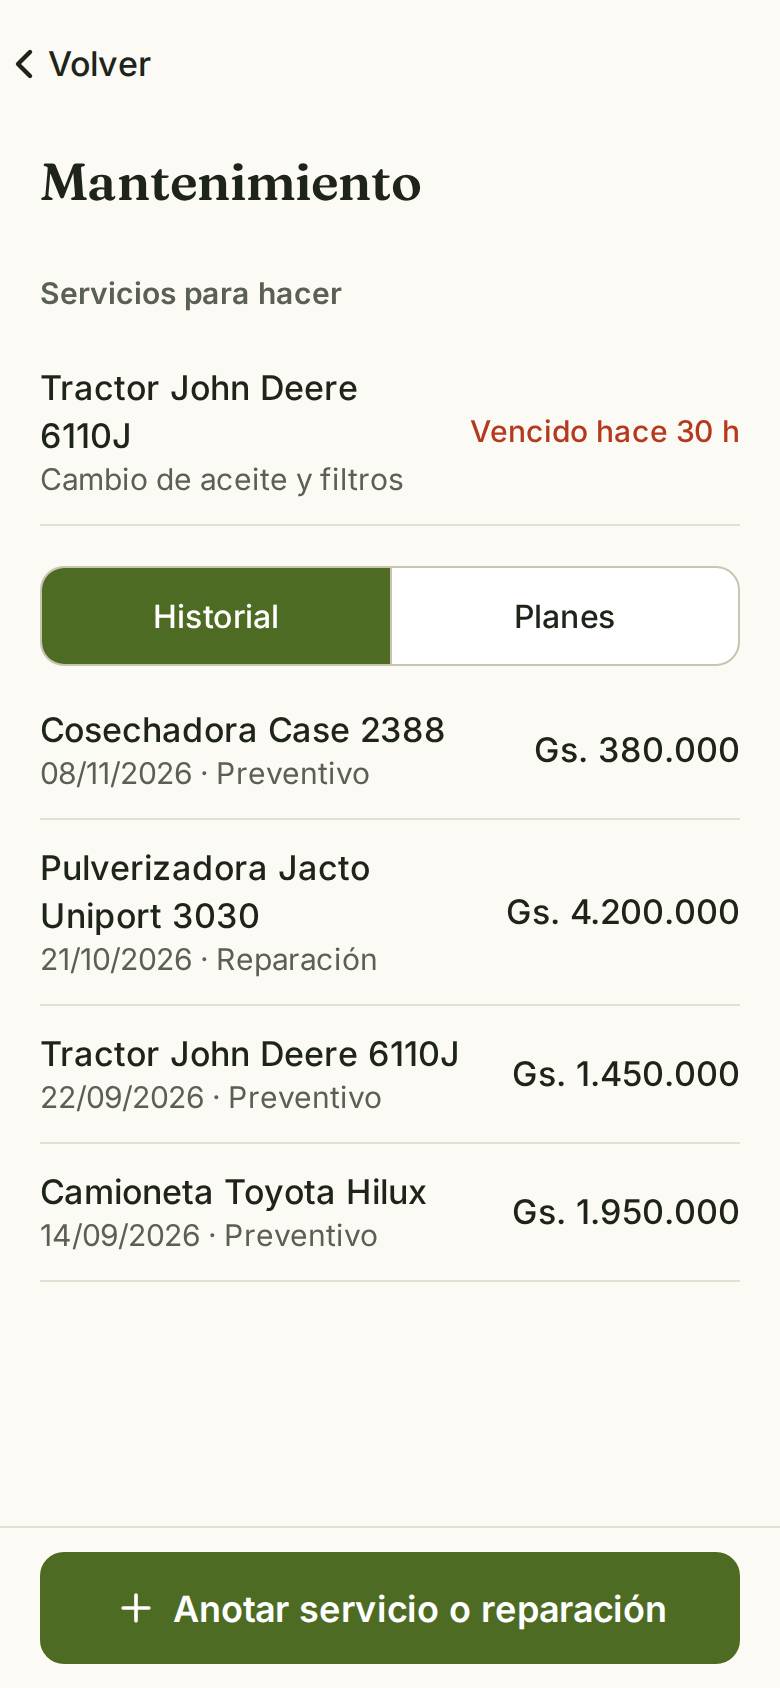 Volver
Mantenimiento
Servicios para hacer
Tractor John Deere
6110J
Vencido hace 30 h
Cambio de aceite y filtros
Historial
Planes
Cosechadora Case 2388
08/11/2026 · Preventivo
Gs. 380.000
Pulverizadora Jacto
Uniport 3030
21/10/2026 · Reparación
Gs. 4.200.000
Tractor John Deere 6110J
22/09/2026 · Preventivo
Gs. 1.450.000
Camioneta Toyota Hilux
14/09/2026 · Preventivo
Gs. 1.950.000
Anotar servicio o reparación